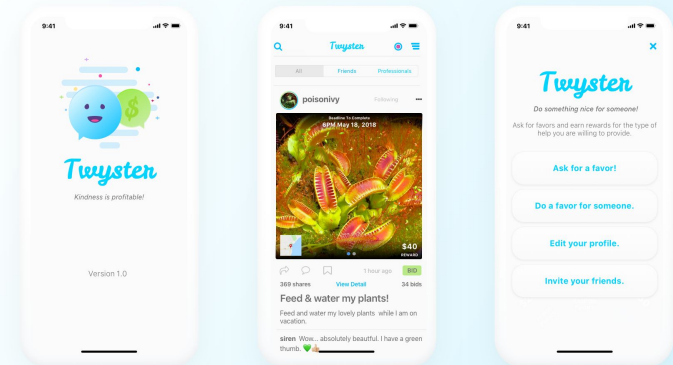 9:41
$
Twyster
Kindness is profitable!
Version 1.0
9:41
Twyster
All Friends Professionals
poisonivy Following
Deadline To Complete
6PM May 18, 2018
$40
REWARD
1 hour ago BID
369 shares View Detail 34 bids
Feed & water my plants!
Feed and water my lovely plants while I am on
vacation.
siren Wow... absolutely beautful. I have a green
thumb.
9:41
Twyster
Do something nice for someone!
Ask for favors and earn rewards for the type of
help you are willing to provide.
Ask for a favor!
Do a favor for someone.
Edit your profile.
Invite your friends.